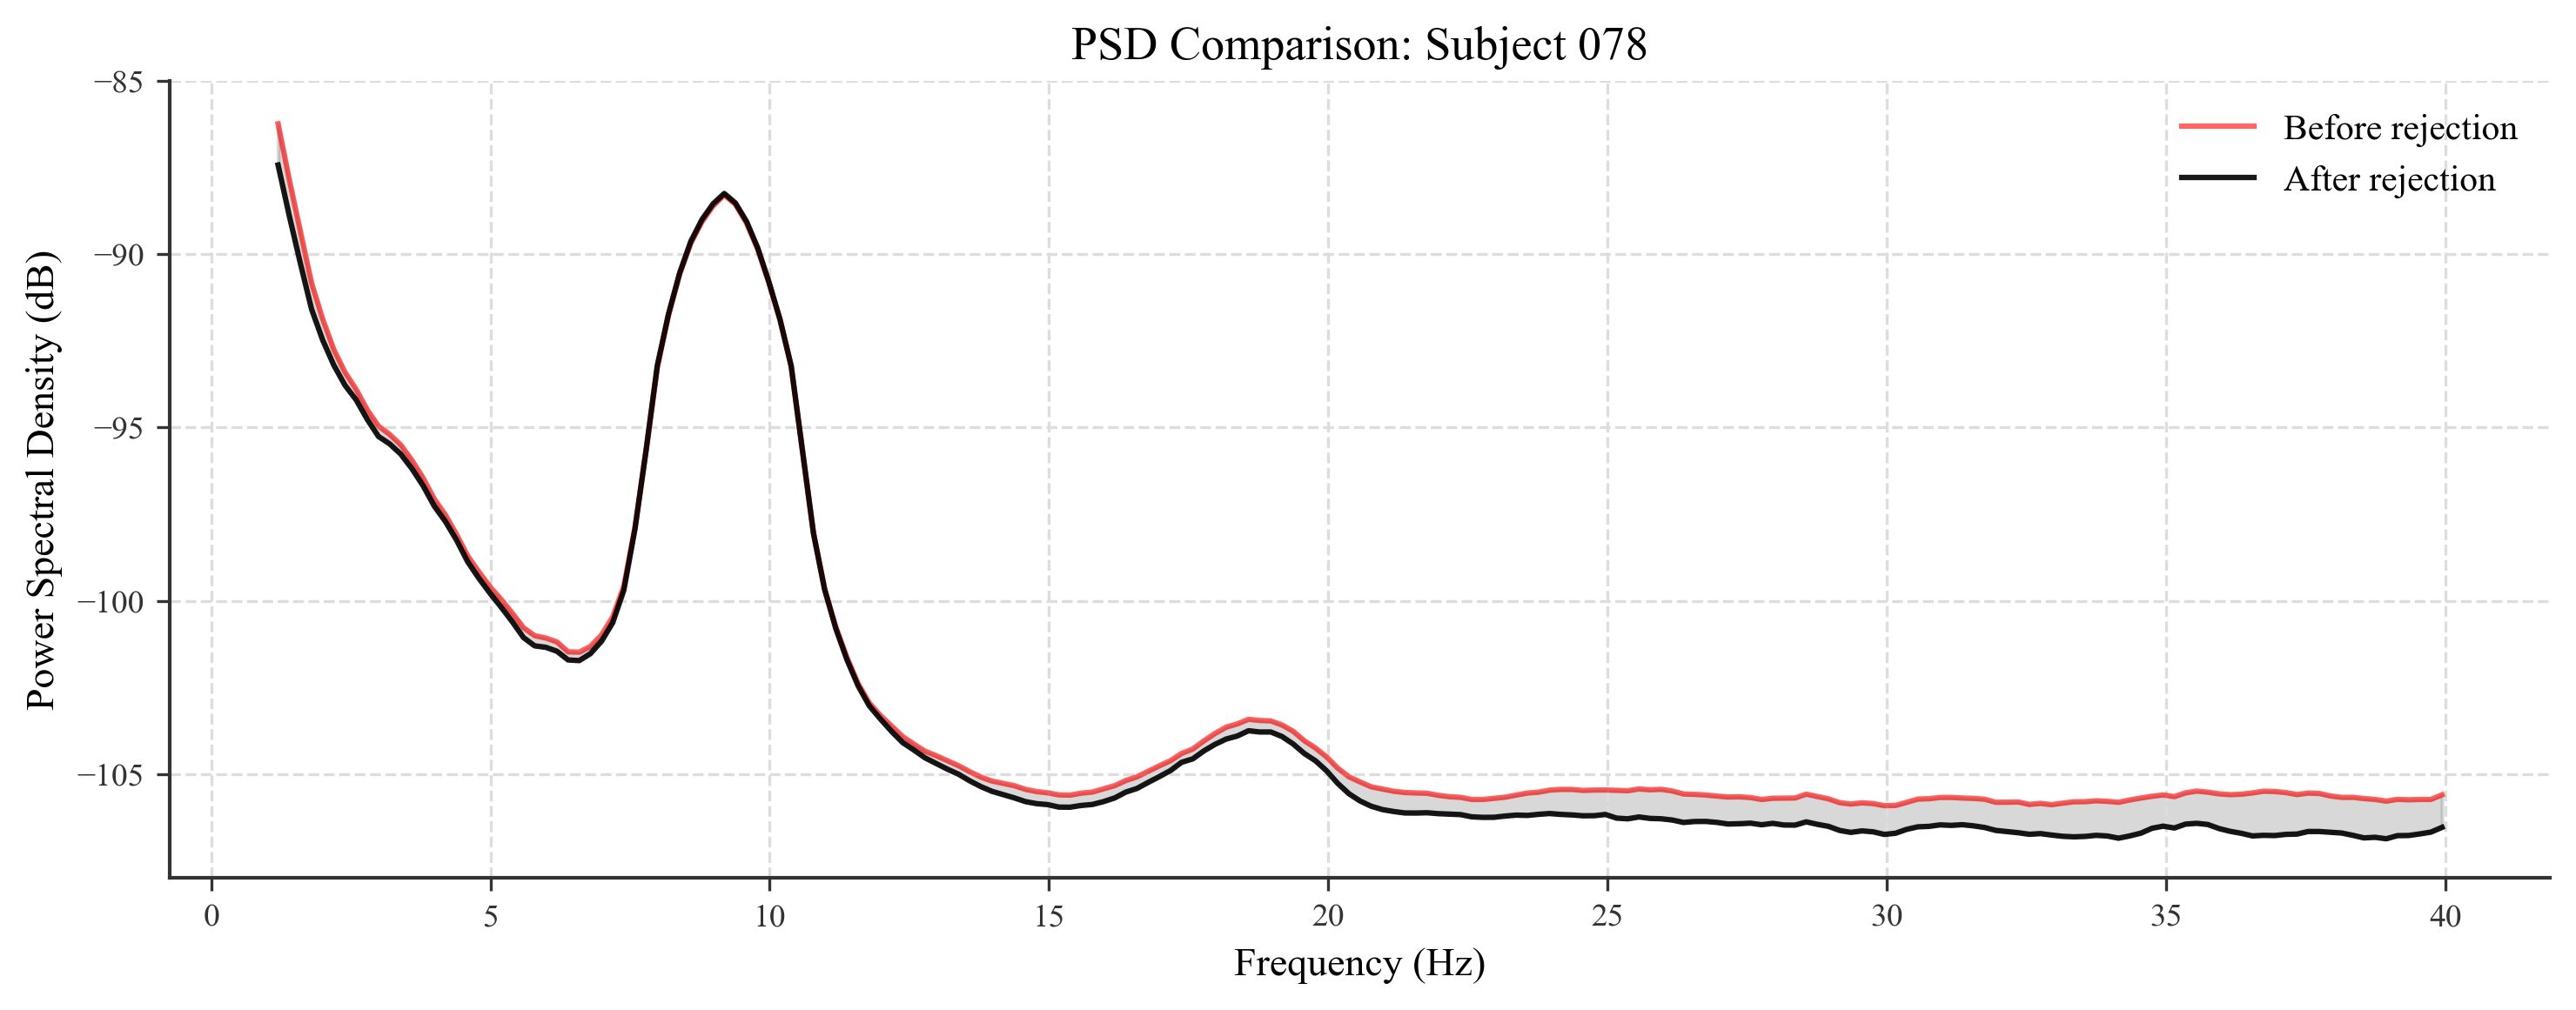 PSD Comparison: Subject 078
Before rejection
After rejection
Power Spectral Density (dB)
−85
−90
−95
−100
−105
0 5 10 15 20 25 30 35 40
Frequency (Hz)